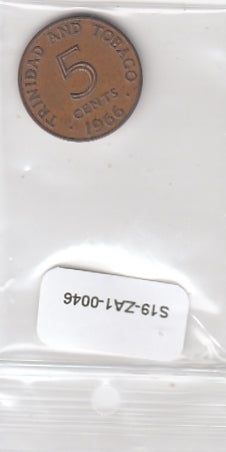 TRINIDAD AND TOBAGO
5
CENTS
· 1966 ·
S19-ZA1-0046